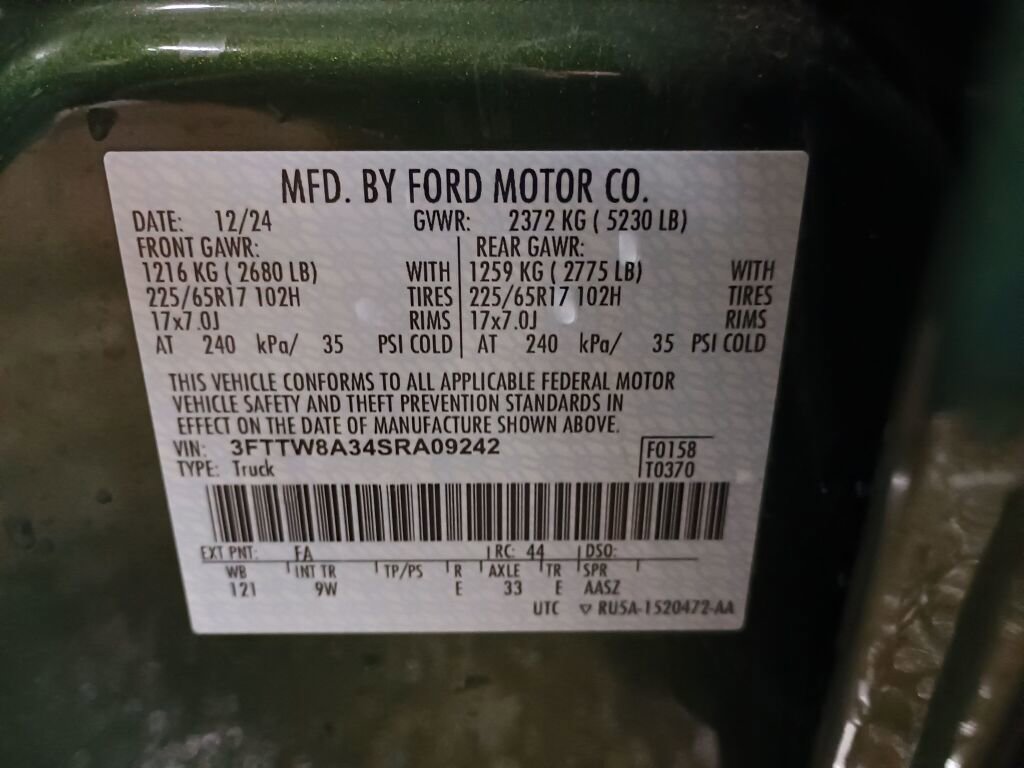 MFD. BY FORD MOTOR CO.
DATE: 12/24 GVWR: 2372 KG ( 5230 LB)
FRONT GAWR: REAR GAWR:
1216 KG ( 2680 LB) WITH 1259 KG ( 2775 LB) WITH
225/65R17 102H TIRES 225/65R17 102H TIRES
17x7.0J RIMS 17x7.0J RIMS
AT 240 kPa/ 35 PSI COLD AT 240 kPa/ 35 PSI COLD
THIS VEHICLE CONFORMS TO ALL APPLICABLE FEDERAL MOTOR
VEHICLE SAFETY AND THEFT PREVENTION STANDARDS IN
EFFECT ON THE DATE OF MANUFACTURE SHOWN ABOVE.
VIN: 3FTTW8A34SRA09242 F0158
TYPE: Truck T0370
EXT PNT: FA RC: 44 DSO:
WB INT TR TP/PS R AXLE TR SPR
121 9W E 33 E AASZ
UTC ▽ RU5A-1520472-AA